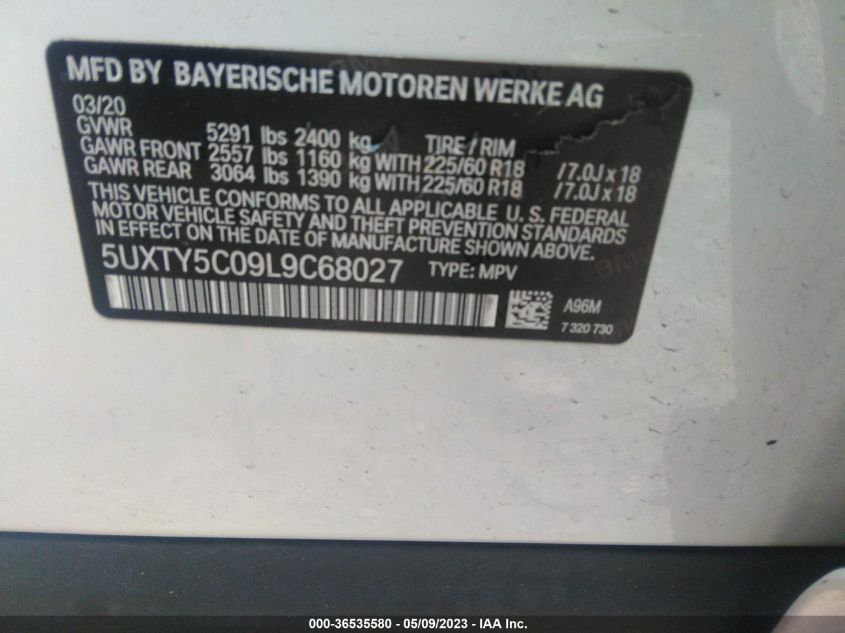 MFD BY BAYERISCHE MOTOREN WERKE AG
03/20
GVWR 5291 lbs 2400 kg TIRE / RIM
GAWR FRONT 2557 lbs 1160 kg WITH 225/60 R18 /7.0J x 18
GAWR REAR 3064 lbs 1390 kg WITH 225/60 R18 /7.0J x 18
THIS VEHICLE CONFORMS TO ALL APPLICABLE U. S. FEDERAL
MOTOR VEHICLE SAFETY AND THEFT PREVENTION STANDARDS
IN EFFECT ON THE DATE OF MANUFACTURE SHOWN ABOVE.
5UXTY5C09L9C68027 TYPE: MPV
A96M
7 320 730
000-36535580 - 05/09/2023 - IAA Inc.